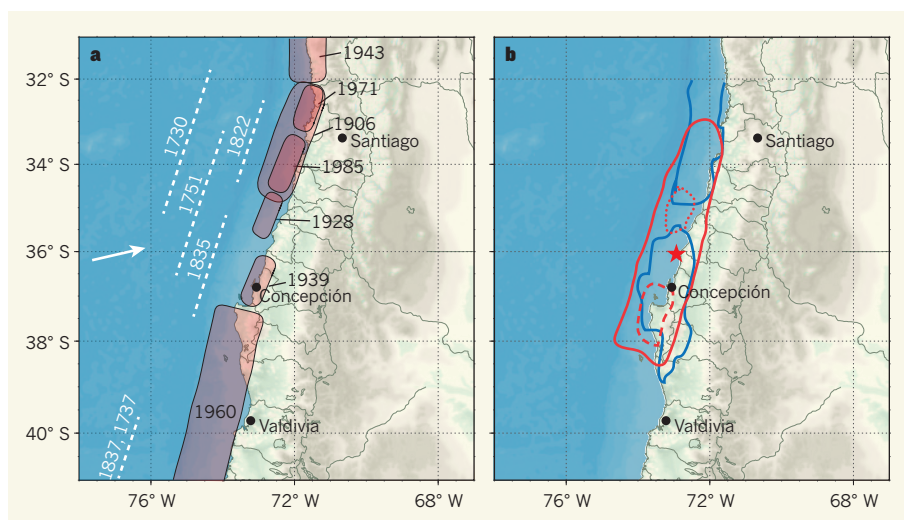 a
1943
32° S
1971
1730
1822
1906
Santiago
34° S
1751
1985
1928
36° S
1835
1939
Concepción
38° S
1960
Valdivia
40° S
1837, 1737
76° W
72° W
68° W
b
Santiago
Concepción
Valdivia
76° W
72° W
68° W